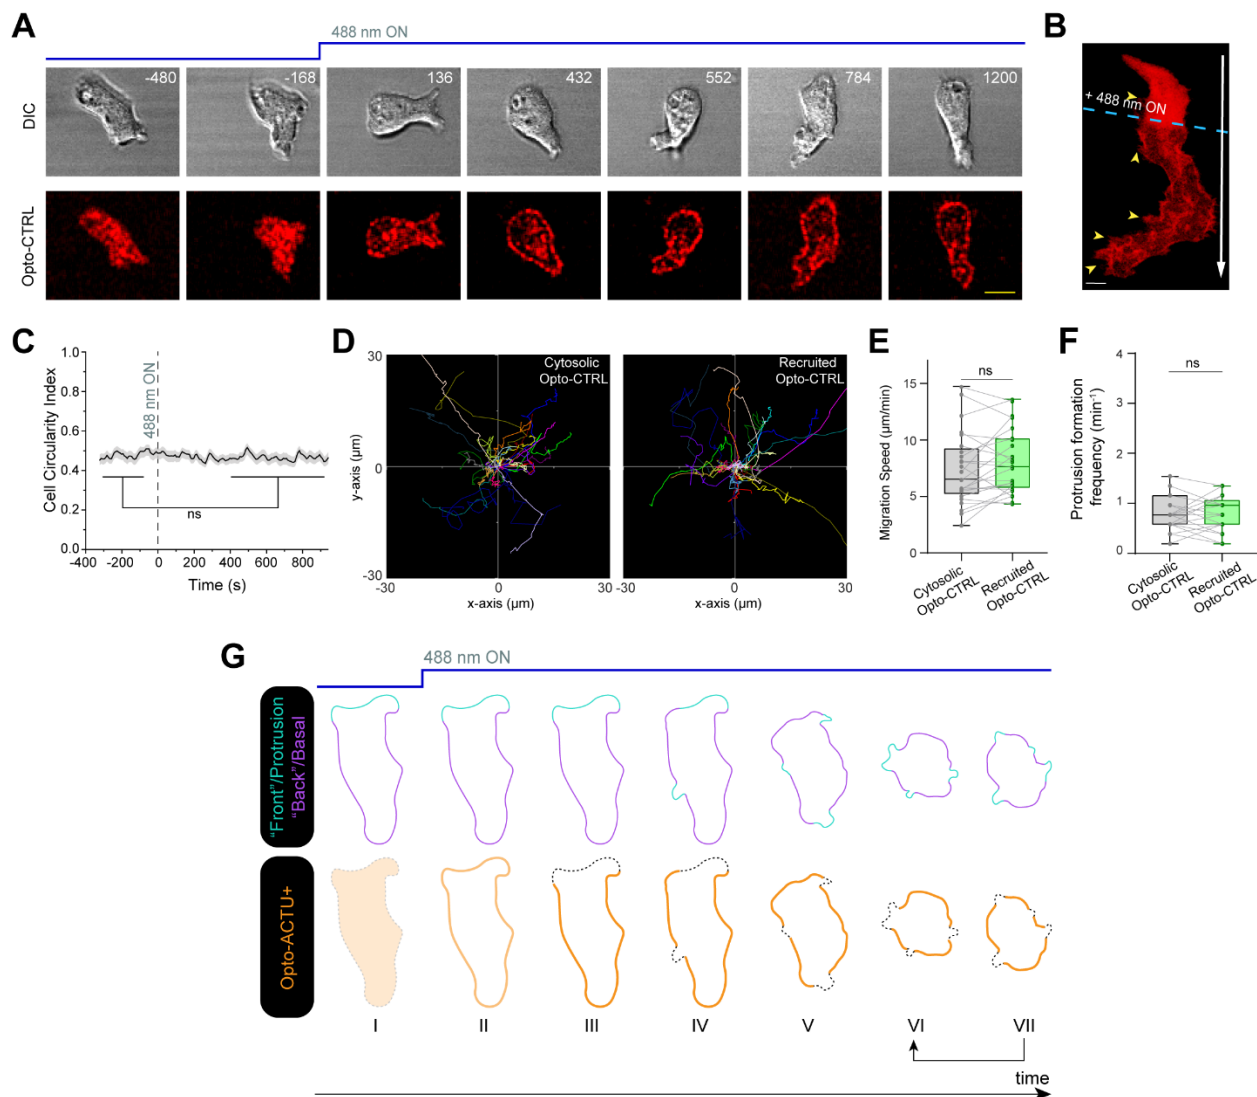 A
488 nm ON
DIC
-480
-168
136
432
552
784
1200
Opto-CTRL
B
+ 488 nm ON
C
Cell Circularity Index
1.0
0.8
0.6
0.4
0.2
0.0
488 nm ON
ns
-400 -200 0 200 400 600 800
Time (s)
D
30
Cytosolic
Opto-CTRL
Recruited
Opto-CTRL
y-axis (µm)
0
-30
-30 0 30
x-axis (µm)
0 30
x-axis (µm)
E
ns
Migration Speed (µm/min)
15
10
5
0
Cytosolic
Opto-CTRL
Recruited
Opto-CTRL
F
ns
Protrusion formation
frequency (min⁻¹)
4
3
2
1
0
Cytosolic
Opto-CTRL
Recruited
Opto-CTRL
G
488 nm ON
"Front"/Protrusion
"Back"/Basal
Opto-ACTU+
I II III IV V VI VII
time